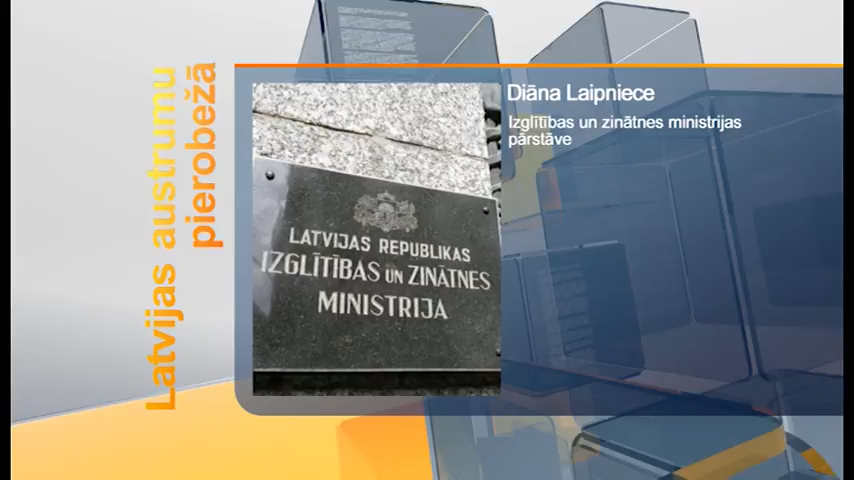 Latvijas austrumu
pierobežā
Diāna Laipniece
Izglītības un zinātnes ministrijas
pārstāve
LATVIJAS REPUBLIKAS
IZGLĪTĪBAS UN ZINĀTNES
MINISTRIJA